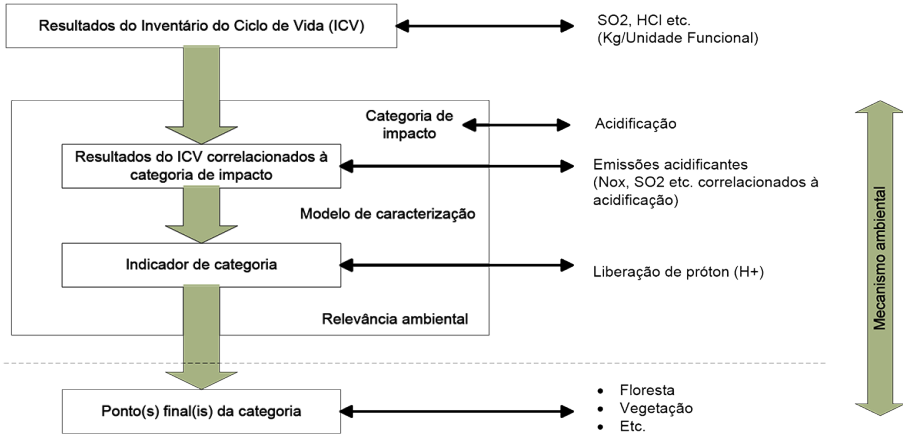 Resultados do Inventário do Ciclo de Vida (ICV)
SO2, HCl etc.
(Kg/Unidade Funcional)
Categoria de
impacto
Acidificação
Resultados do ICV correlacionados à
categoria de impacto
Emissões acidificantes
(Nox, SO2 etc. correlacionados à
acidificação)
Modelo de caracterização
Indicador de categoria
Liberação de próton (H+)
Relevância ambiental
Mecanismo ambiental
Ponto(s) final(is) da categoria
• Floresta
• Vegetação
• Etc.